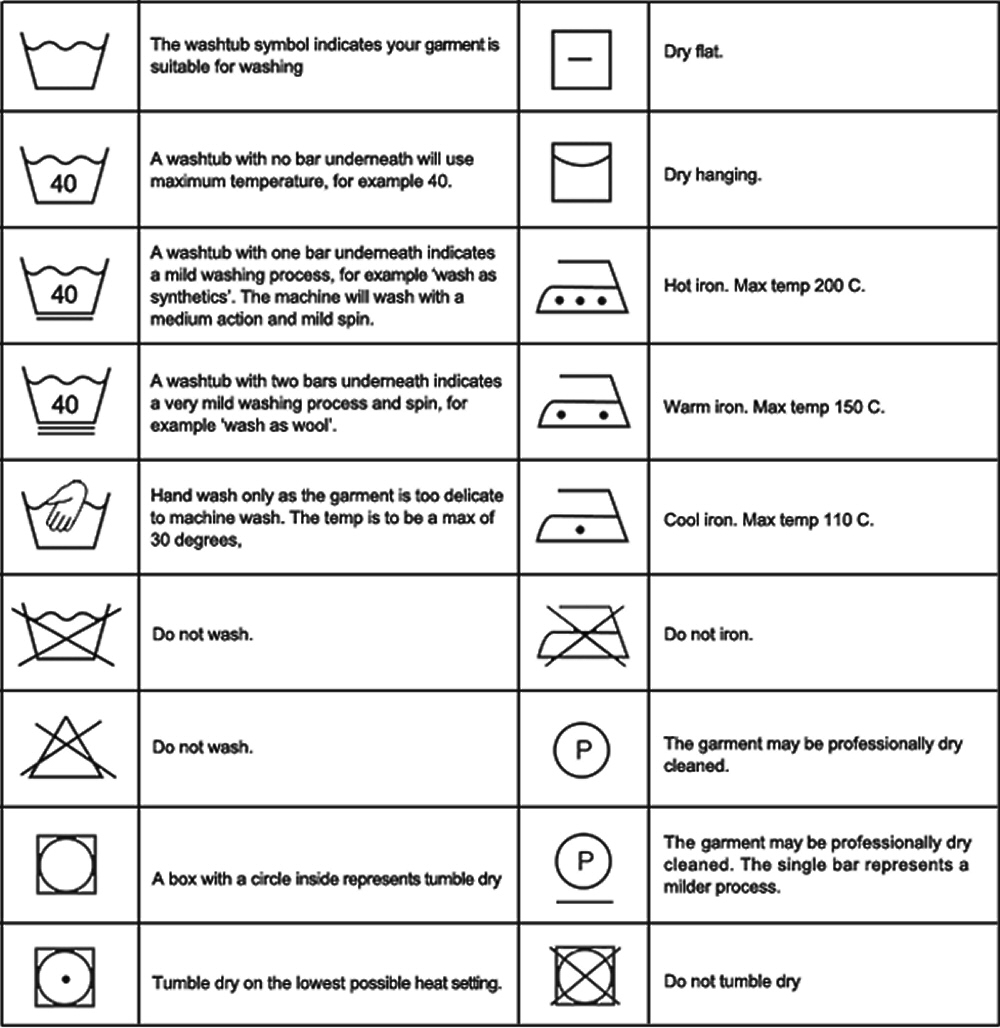 The washtub symbol indicates your garment is
suitable for washing
Dry flat.
40
A washtub with no bar underneath will use
maximum temperature, for example 40.
Dry hanging.
40
A washtub with one bar underneath indicates
a mild washing process, for example 'wash as
synthetics'. The machine will wash with a
medium action and mild spin.
Hot iron. Max temp 200 C.
40
A washtub with two bars underneath indicates
a very mild washing process and spin, for
example 'wash as wool'.
Warm iron. Max temp 150 C.
Hand wash only as the garment is too delicate
to machine wash. The temp is to be a max of
30 degrees,
Cool iron. Max temp 110 C.
Do not wash.
Do not iron.
Do not wash.
P
The garment may be professionally dry
cleaned.
A box with a circle inside represents tumble dry
P
The garment may be professionally dry
cleaned. The single bar represents a
milder process.
Tumble dry on the lowest possible heat setting.
Do not tumble dry